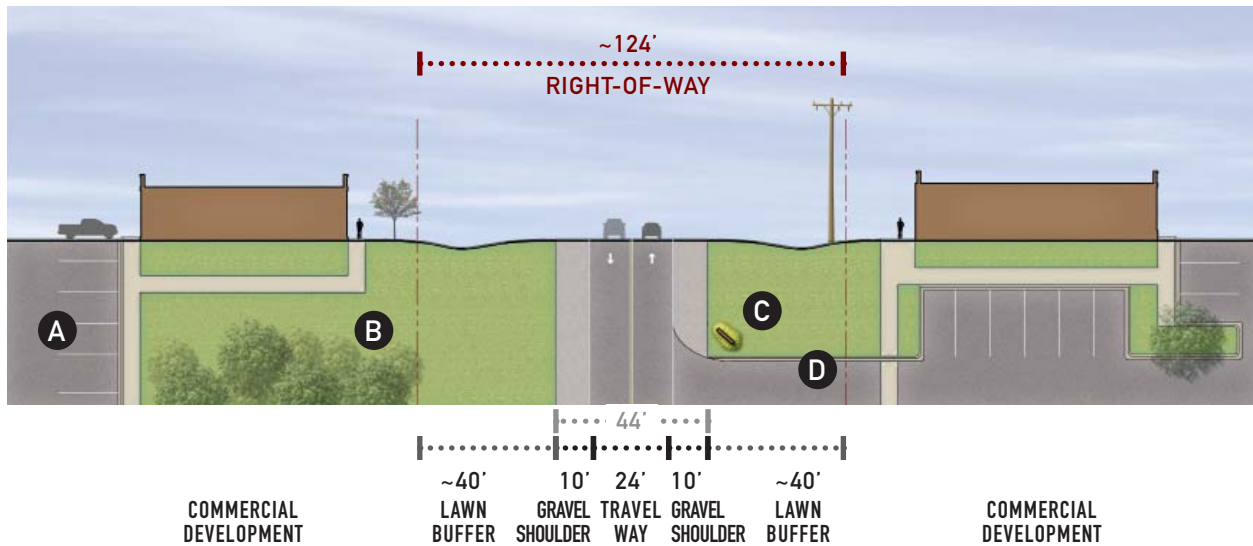 ~124'
RIGHT-OF-WAY
A
B
C
D
44'
~40' 10' 24' 10' ~40'
COMMERCIAL DEVELOPMENT
LAWN BUFFER
GRAVEL SHOULDER
TRAVEL WAY
GRAVEL SHOULDER
LAWN BUFFER
COMMERCIAL DEVELOPMENT